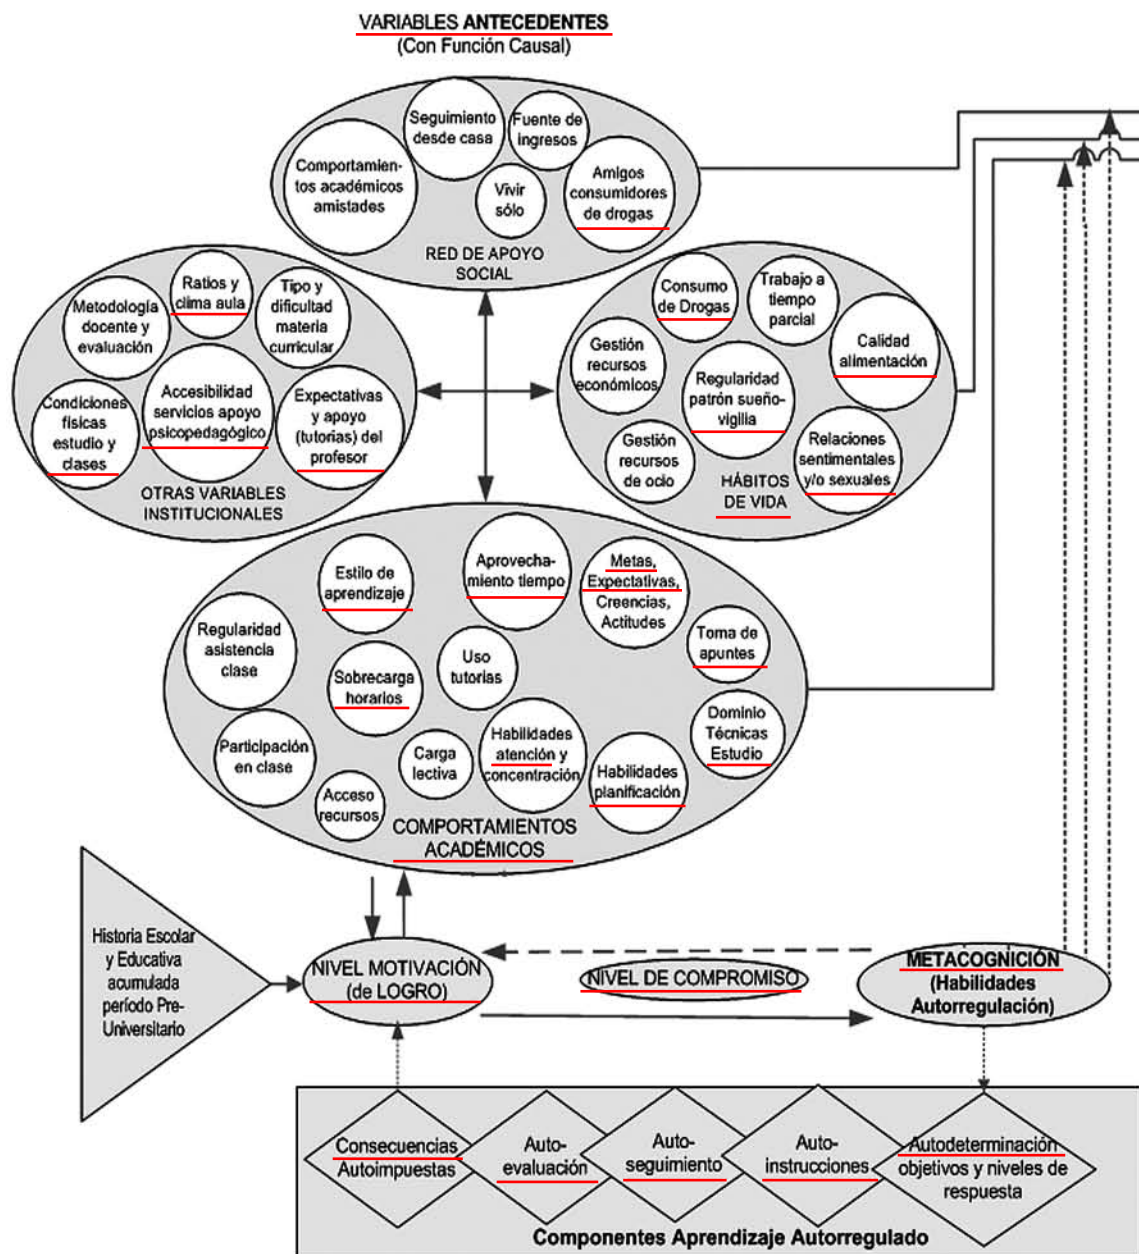 VARIABLES ANTECEDENTES
(Con Función Causal)
Comportamien-
tos académicos
amistades
Seguimiento
desde casa
Fuente de
ingresos
Vivir
sólo
Amigos
consumidores
de drogas
RED DE APOYO
SOCIAL
Metodología
docente y
evaluación
Ratios y
clima aula
Tipo y
dificultad
materia
curricular
Condiciones
físicas
estudio y
clases
Accesibilidad
servicios apoyo
psicopedagógico
Expectativas
y apoyo
(tutorias) del
profesor
OTRAS VARIABLES
INSTITUCIONALES
Consumo
de Drogas
Trabajo a
tiempo
parcial
Calidad
alimentación
Gestión
recursos
económicos
Regularidad
patrón sueño-
vigilia
Gestión
recursos
de ocio
Relaciones
sentimentales
y/o sexuales
HÁBITOS
DE VIDA
Estilo de
aprendizaje
Aprovecha-
miento tiempo
Metas,
Expectativas,
Creencias,
Actitudes
Regularidad
asistencia
clase
Sobrecarga
horarios
Uso
tutorias
Toma de
apuntes
Participación
en clase
Acceso
recursos
Carga
lectiva
Habilidades
atención y
concentración
Habilidades
planificación
Dominio
Técnicas
Estudio
COMPORTAMIENTOS
ACADÉMICOS
Historia Escolar
y Educativa
acumulada
período Pre-
Universitario
NIVEL MOTIVACIÓN
(de LOGRO)
NIVEL DE COMPROMISO
METACOGNICIÓN
(Habilidades
Autorregulación)
Consecuencias
Autoimpuestas
Auto-
evaluación
Auto-
seguimiento
Auto-
instrucciones
Autodeterminación
objetivos y niveles de
respuesta
Componentes Aprendizaje Autorregulado